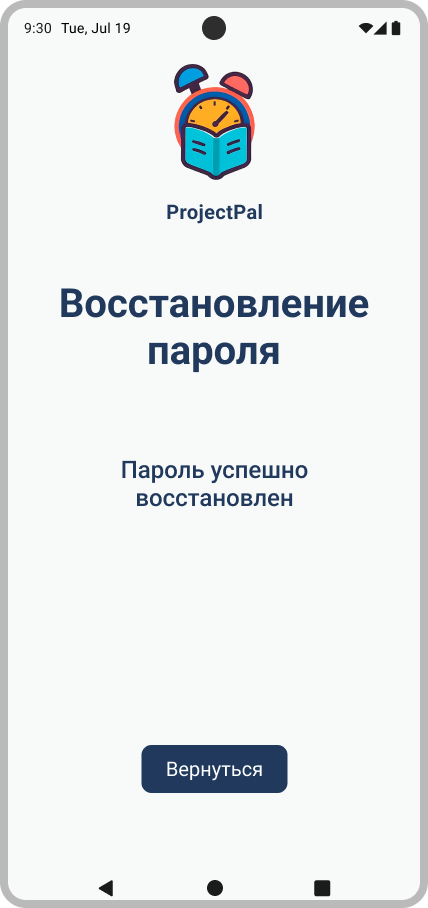 9:30 Tue, Jul 19
ProjectPal
Восстановление
пароля
Пароль успешно
восстановлен
Вернуться